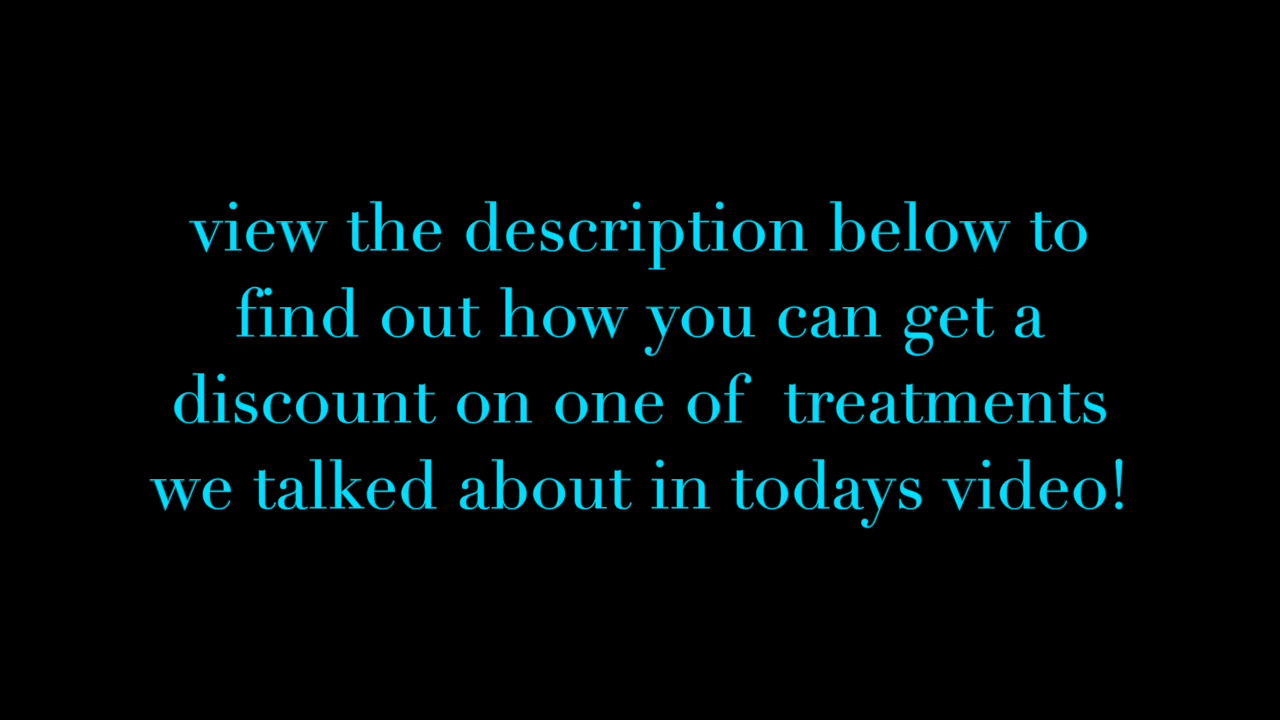 view the description below to
find out how you can get a
discount on one of  treatments
we talked about in todays video!